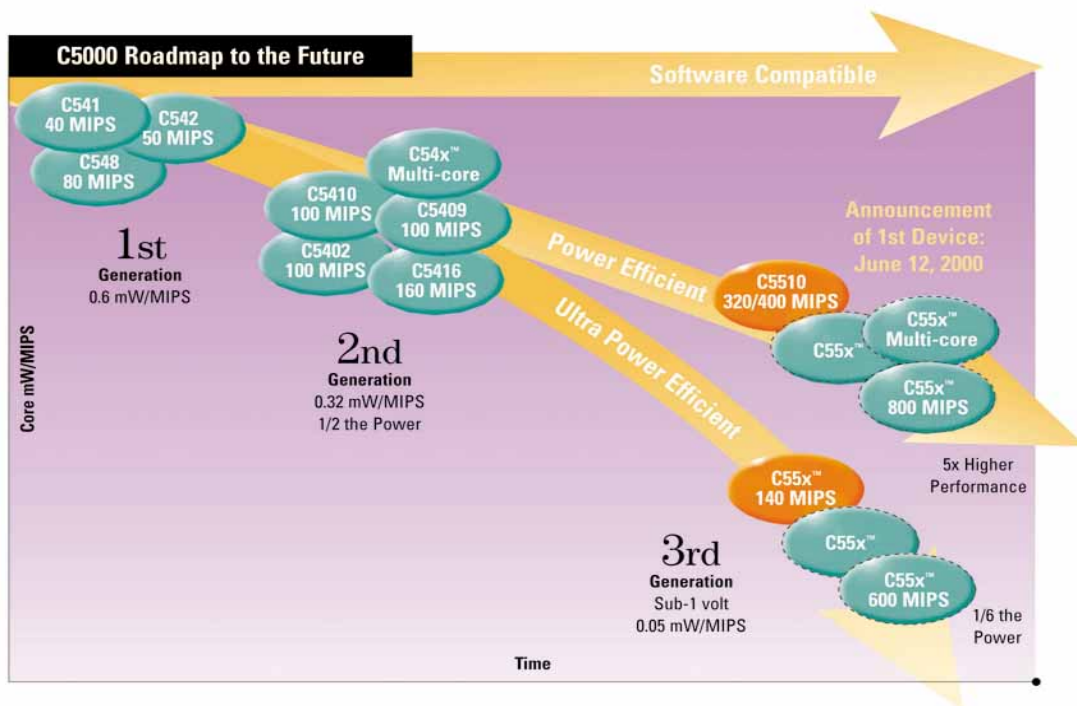 C5000 Roadmap to the Future
Software Compatible
C541
40 MIPS
C542
50 MIPS
C548
80 MIPS
1st
Generation
0.6 mW/MIPS
C54x™
Multi-core
C5410
100 MIPS
C5409
100 MIPS
C5402
100 MIPS
C5416
160 MIPS
2nd
Generation
0.32 mW/MIPS
1/2 the Power
Power Efficient
Ultra Power Efficient
Announcement
of 1st Device:
June 12, 2000
C5510
320/400 MIPS
C55x™
C55x™
Multi-core
C55x™
800 MIPS
5x Higher
Performance
C55x™
140 MIPS
C55x™
C55x™
600 MIPS
1/6 the
Power
3rd
Generation
Sub-1 volt
0.05 mW/MIPS
Core mW/MIPS
Time